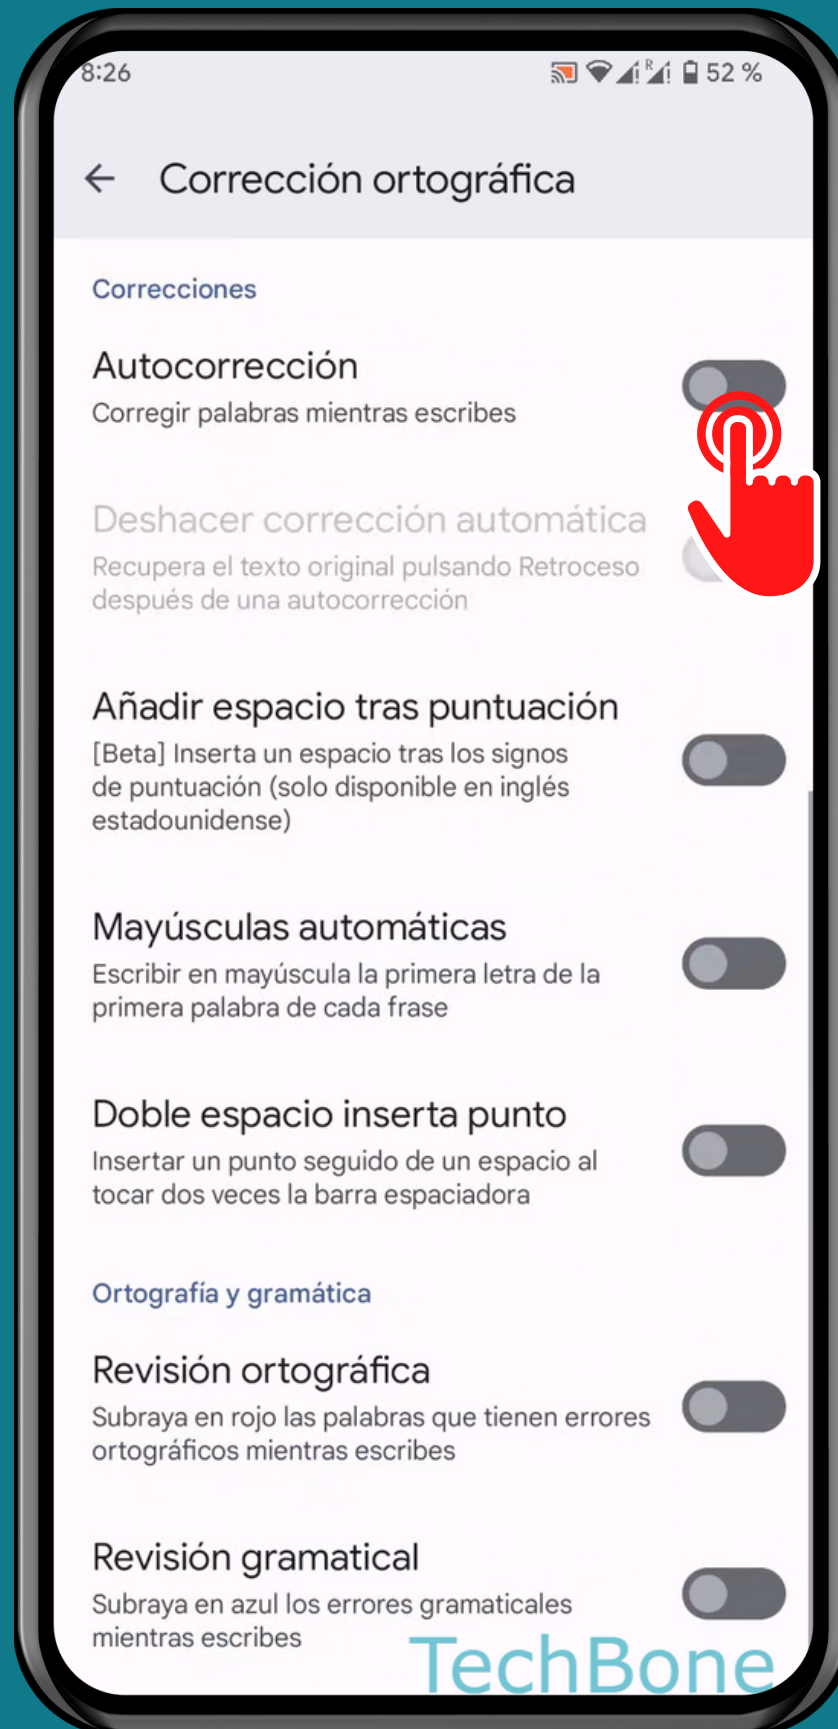 8:26
R
52 %
Corrección ortográfica
Correcciones
Autocorrección
Corregir palabras mientras escribes
Deshacer corrección automática
Recupera el texto original pulsando Retroceso
después de una autocorrección
Añadir espacio tras puntuación
[Beta] Inserta un espacio tras los signos
de puntuación (solo disponible en inglés
estadounidense)
Mayúsculas automáticas
Escribir en mayúscula la primera letra de la
primera palabra de cada frase
Doble espacio inserta punto
Insertar un punto seguido de un espacio al
tocar dos veces la barra espaciadora
Ortografía y gramática
Revisión ortográfica
Subraya en rojo las palabras que tienen errores
ortográficos mientras escribes
Revisión gramatical
Subraya en azul los errores gramaticales
mientras escribes
TechBone